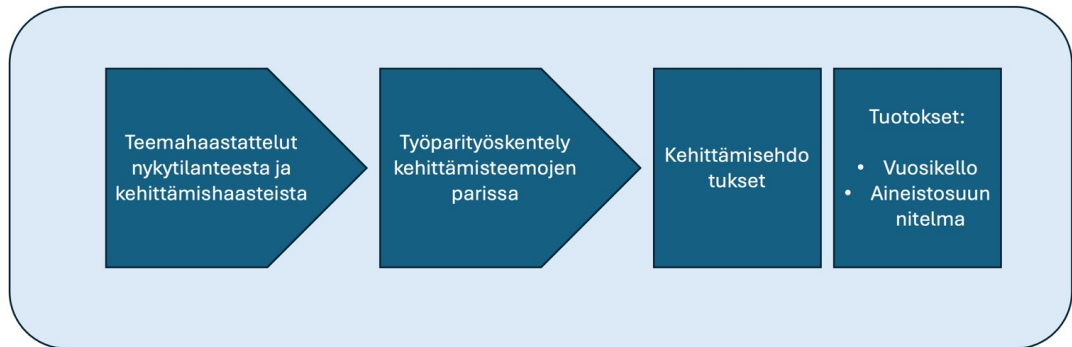 Teemahaastattelut
nykytilanteesta ja
kehittämishaasteista
Työparityöskentely
kehittämisteemojen
parissa
Kehittämisehdo
tukset
Tuotokset:
• Vuosikello
• Aineistosuun
nitelma